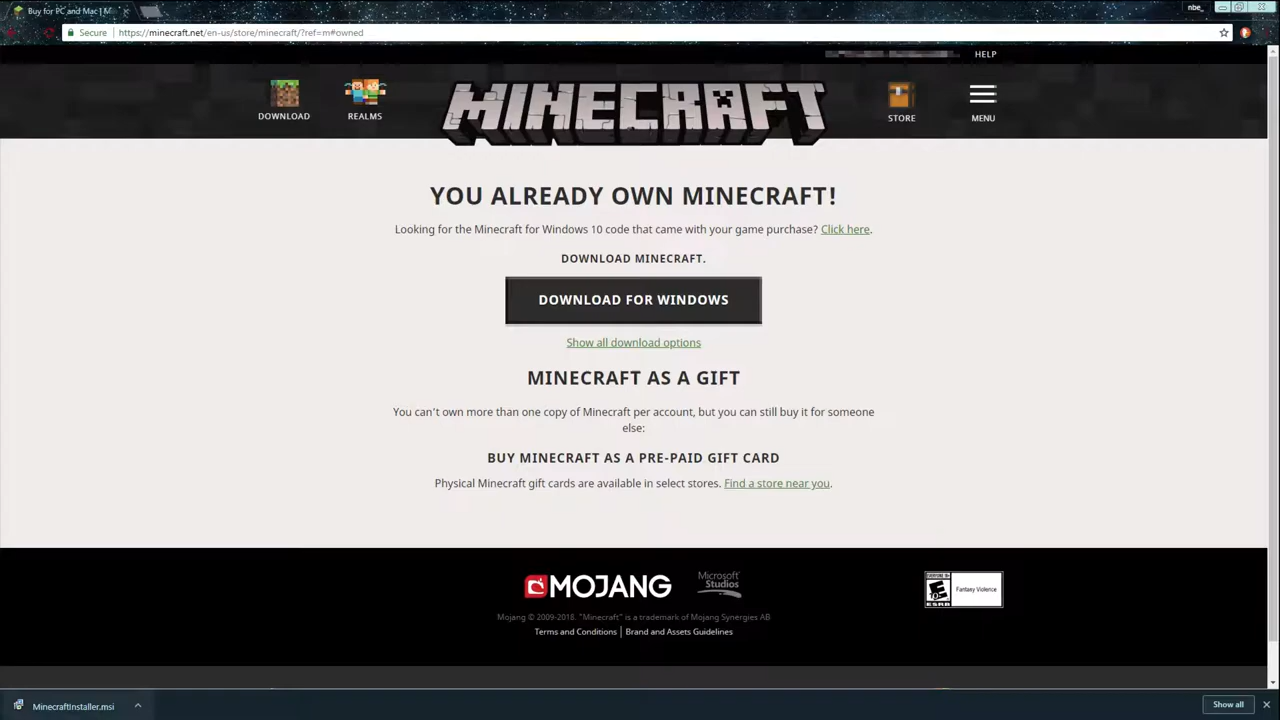 Buy for PC and Mac | M
nbe_
Secure
https://minecraft.net/en-us/store/minecraft/?ref=m#owned
HELP
DOWNLOAD
REALMS
MINECRAFT
STORE
MENU
YOU ALREADY OWN MINECRAFT!
Looking for the Minecraft for Windows 10 code that came with your game purchase? Click here.
DOWNLOAD MINECRAFT.
DOWNLOAD FOR WINDOWS
Show all download options
MINECRAFT AS A GIFT
You can't own more than one copy of Minecraft per account, but you can still buy it for someone
else:
BUY MINECRAFT AS A PRE-PAID GIFT CARD
Physical Minecraft gift cards are available in select stores. Find a store near you.
MOJANG
Microsoft
Studios
EVERYONE 10+
E
ESRB
Fantasy Violence
Mojang © 2009-2018. "Minecraft" is a trademark of Mojang Synergies AB
Terms and Conditions | Brand and Assets Guidelines
MinecraftInstaller.msi
Show all